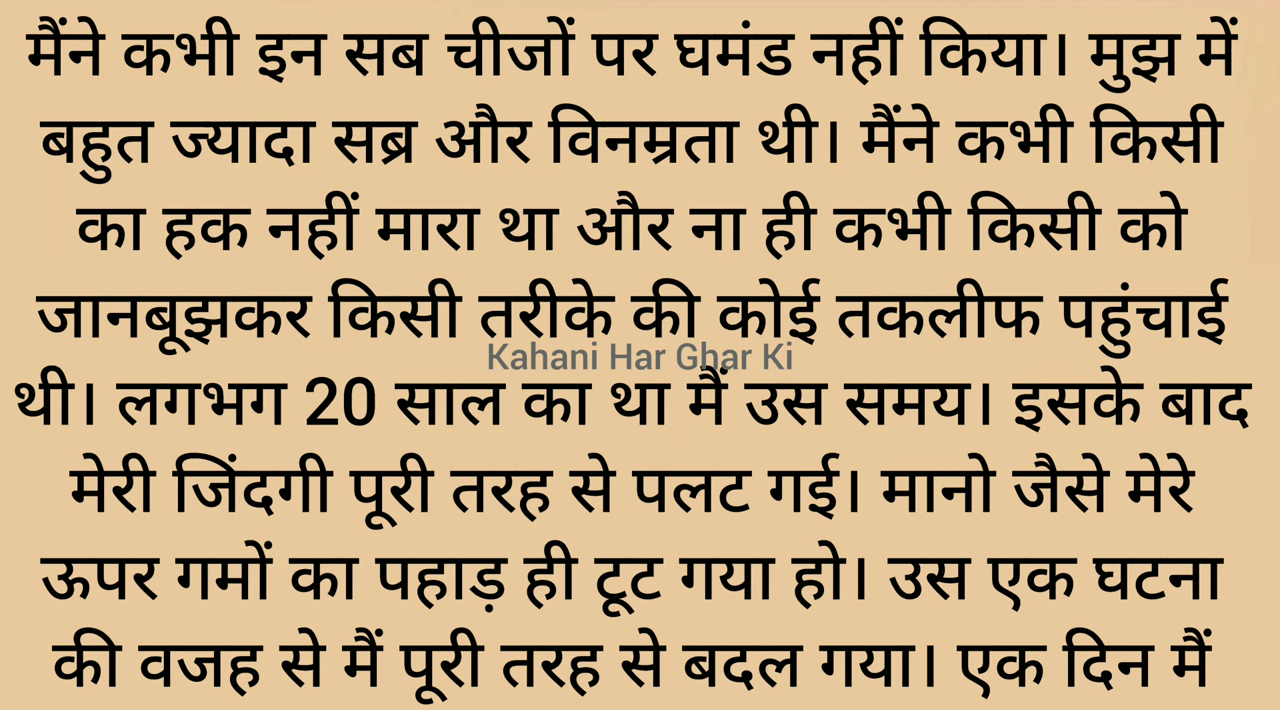 मैंने कभी इन सब चीजों पर घमंड नहीं किया। मुझ में
बहुत ज्यादा सब्र और विनम्रता थी। मैंने कभी किसी
का हक नहीं मारा था और ना ही कभी किसी को
जानबूझकर किसी तरीके की कोई तकलीफ पहुंचाई
Kahani Har Ghar Ki
थी। लगभग 20 साल का था मैं उस समय। इसके बाद
मेरी जिंदगी पूरी तरह से पलट गई। मानो जैसे मेरे
ऊपर गमों का पहाड़ ही टूट गया हो। उस एक घटना
की वजह से मैं पूरी तरह से बदल गया। एक दिन मैं